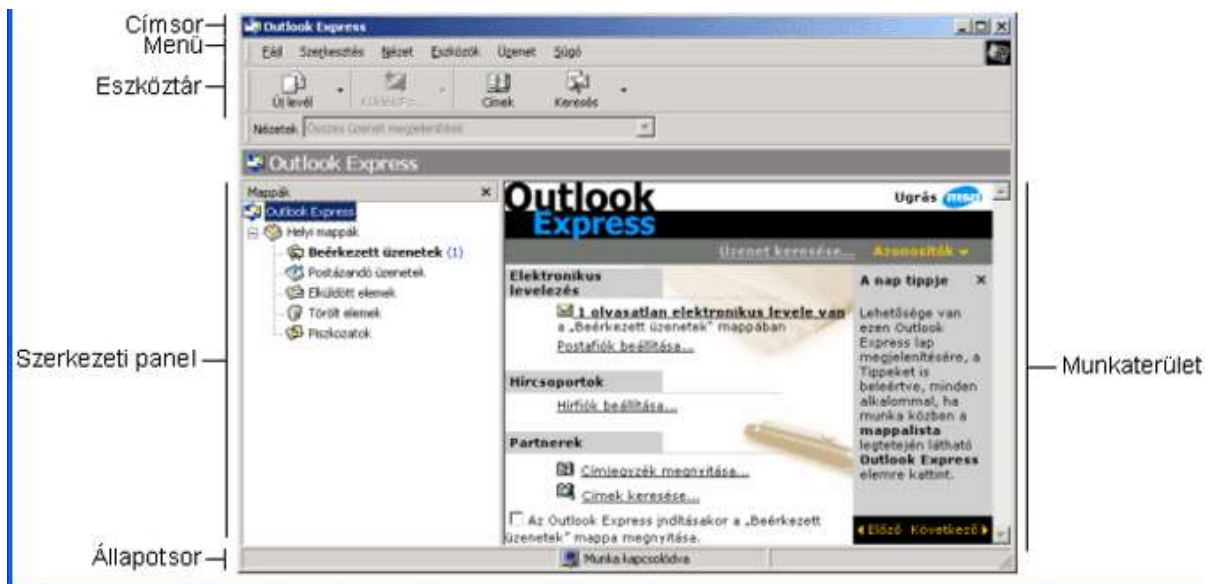 Címsor
Outlook Express
Menü
Fájl Szerkesztés Nézet Eszközök Üzenet Súgó
Eszköztár
Új levél Címek Keresés
Nézetek Összes üzenet megjelenítése
Outlook Express
Szerkezeti panel
Mappák
Outlook Express
Helyi mappák
Beérkezett üzenetek (1)
Postázandó üzenetek
Elküldött elemek
Törölt elemek
Piszkozatok
Outlook
Express
Ugrás msn
Üzenet keresése... Azonosítók
Elektronikus
levelezés
1 olvasatlan elektronikus levele van
a „Beérkezett üzenetek” mappában
Postafiók beállítása...
Hírcsoportok
Hírfiók beállítása...
Partnerek
Címjegyzék megnyitása...
Címek keresése...
Az Outlook Express indításakor a „Beérkezett
üzenetek” mappa megnyitása.
A nap tippje
Lehetősége van
ezen Outlook
Express lap
megjelenítésére, a
Tippeket is
beleértve, minden
alkalommal, ha
munka közben a
mappalista
legtetején látható
Outlook Express
elemre kattint.
Előző Következő
Munkaterület
Állapotsor
Munka kapcsolódva